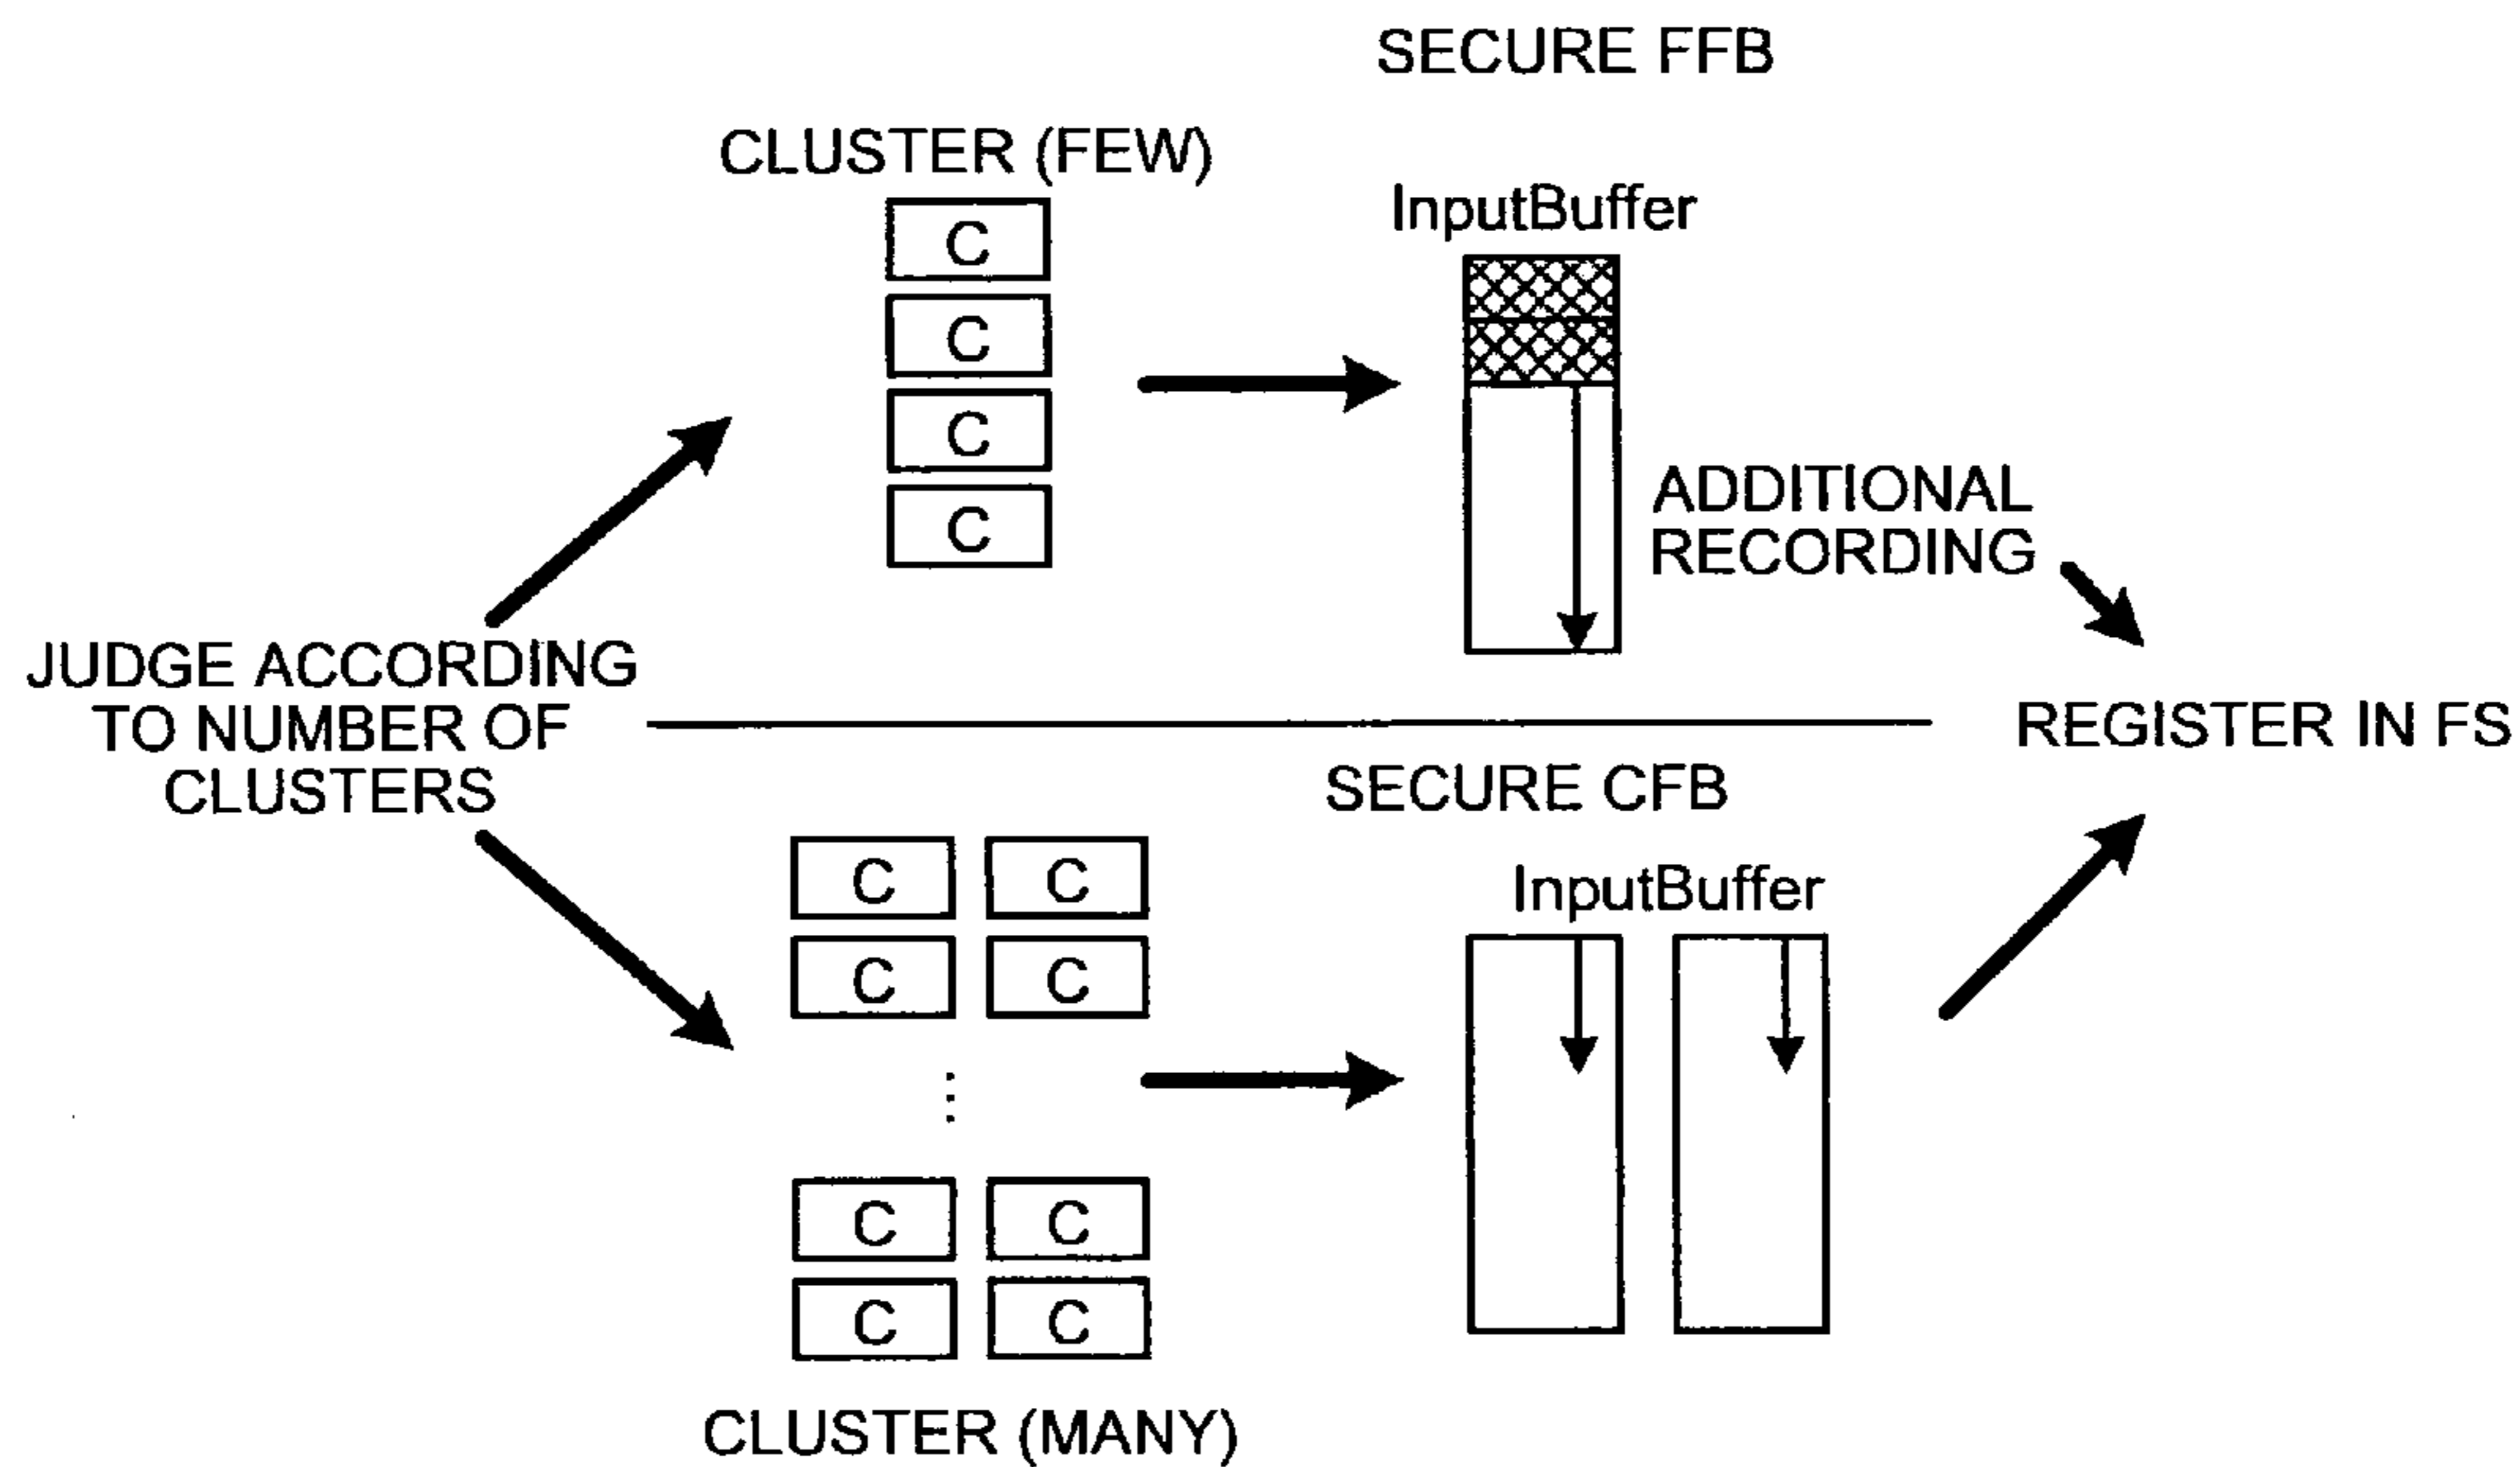 SECURE FFB
CLUSTER (FEW)
InputBuffer
C
C
C
C
ADDITIONAL
RECORDING
JUDGE ACCORDING
TO NUMBER OF
CLUSTERS
REGISTER IN FS
SECURE CFB
InputBuffer
C C
C C
C C
C C
CLUSTER (MANY)